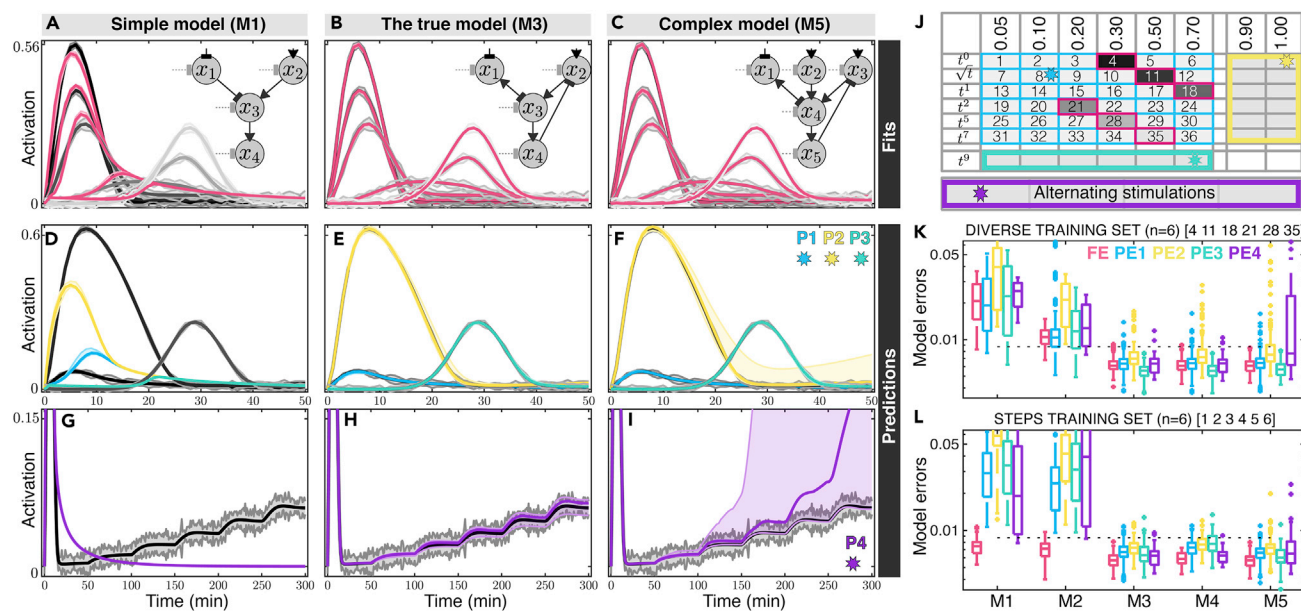 A Simple model (M1)
B The true model (M3)
C Complex model (M5)
0.56
0
Activation
x1 x2 x3 x4
x1 x2 x3 x4
x1 x2 x3 x4 x5
Fits
D E F
0.6
0
Activation
0 10 20 30 40 50
0 10 20 30 40 50
0 10 20 30 40 50
P1 P2 P3
Predictions
G H I
0.15
0
Activation
P4
0 50 100 150 200 250 300
0 50 100 150 200 250 300
0 50 100 150 200 250 300
Time (min)
Time (min)
Time (min)
J
0.05 0.10 0.20 0.30 0.50 0.70 0.90 1.00
t⁰ 1 2 3 4 5 6
√t 7 8 9 10 11 12
t¹ 13 14 15 16 17 18
t² 19 20 21 22 23 24
t⁵ 25 26 27 28 29 30
t⁷ 31 32 33 34 35 36
t⁹
Alternating stimulations
K DIVERSE TRAINING SET (n=6) [4 11 18 21 28 35]
FE PE1 PE2 PE3 PE4
0.05
0.01
Model errors
L STEPS TRAINING SET (n=6) [1 2 3 4 5 6]
0.05
0.01
Model errors
M1 M2 M3 M4 M5